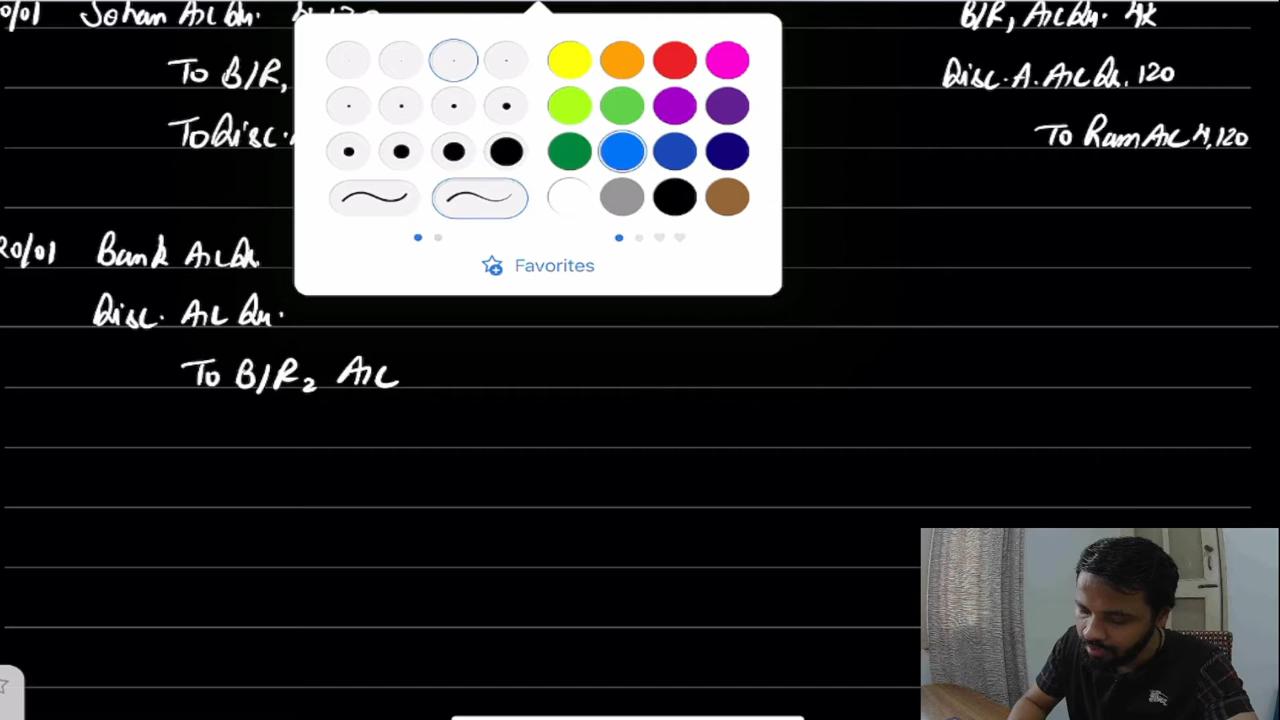 Sohan A/c Dr.
To B/R,
To Disc.
20/01 Bank A/c Dr.
Disc. A/c Dr.
To B/R2 A/c
B/R, A/c Dr. 4k
Disc. A. A/c Dr. 120
To Ram A/c 4,120
Favorites